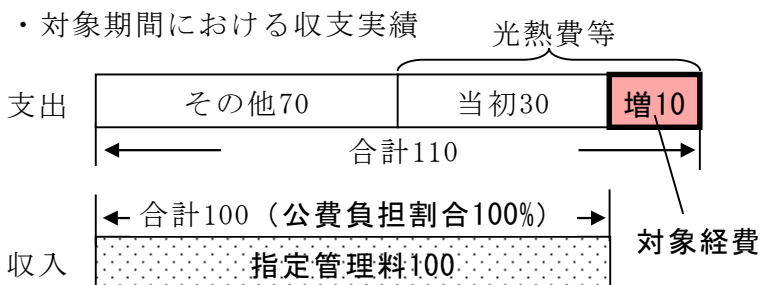 ・対象期間における収支実績
光熱費等
支出 その他70 当初30 増10
合計110
合計100（公費負担割合100%）
対象経費
収入 指定管理料100